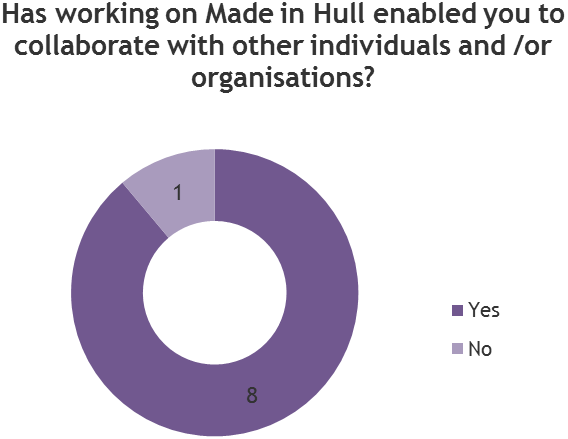 Has working on Made in Hull enabled you to
collaborate with other individuals and /or
organisations?
1
Yes
No
8